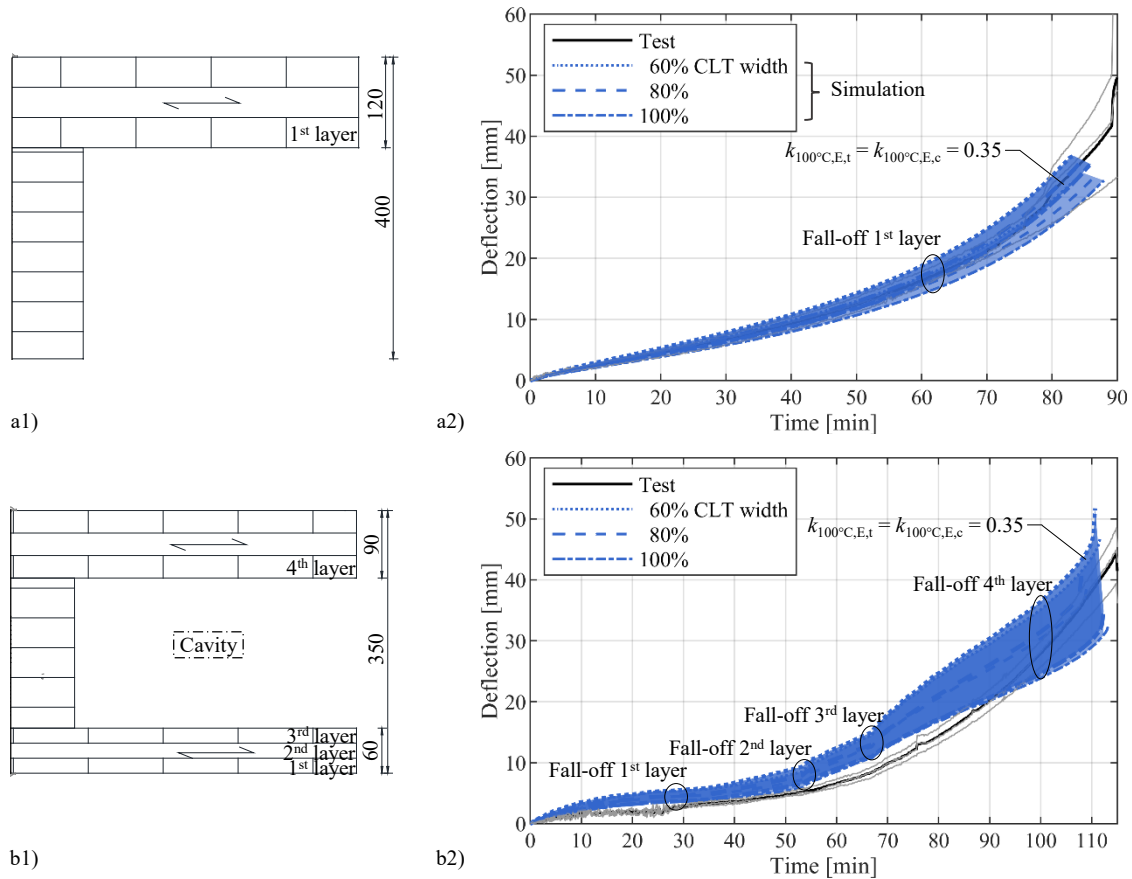 1st layer
120
400
a1)
60
50
40
30
20
10
0
Deflection [mm]
Test
60% CLT width
80%
100%
Simulation
k100°C,E,t = k100°C,E,c = 0.35
Fall-off 1st layer
0 10 20 30 40 50 60 70 80 90
Time [min]
a2)
4th layer
90
Cavity
350
3rd layer
2nd layer
1st layer
60
b1)
60
50
40
30
20
10
0
Deflection [mm]
Test
60% CLT width
80%
100%
k100°C,E,t = k100°C,E,c = 0.35
Fall-off 4th layer
Fall-off 3rd layer
Fall-off 2nd layer
Fall-off 1st layer
0 10 20 30 40 50 60 70 80 90 100 110
Time [min]
b2)